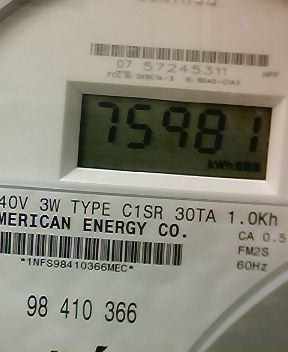 07 57245311 HPP
75981
kWh
40V 3W TYPE C1SR 30TA 1.0Kh
MERICAN ENERGY CO.
CA 0.5
*1NFS98410366MEC*
FM2S
60Hz
98 410 366